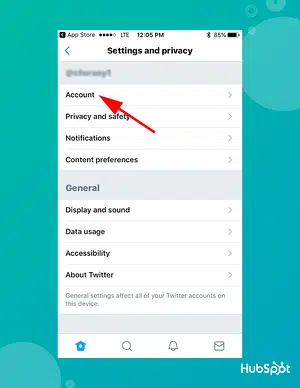 App Store LTE 12:05 PM 85%
Settings and privacy
Account
Privacy and safety
Notifications
Content preferences
General
Display and sound
Data usage
Accessibility
About Twitter
General settings affect all of your Twitter accounts on
this device.
HubSpot